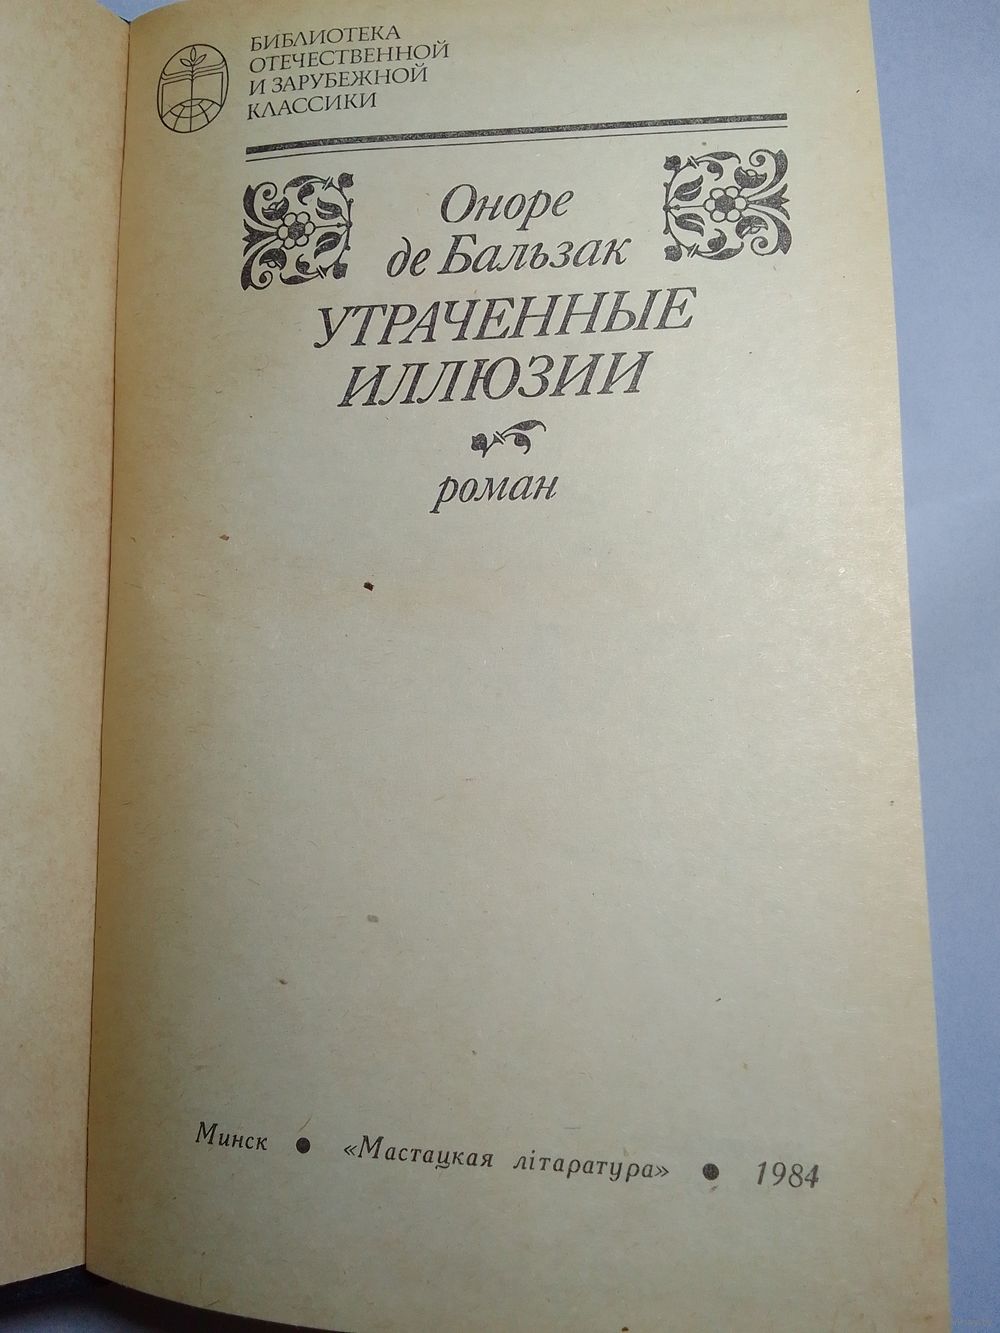 БИБЛИОТЕКА
ОТЕЧЕСТВЕННОЙ
И ЗАРУБЕЖНОЙ
КЛАССИКИ
Оноре
де Бальзак
УТРАЧЕННЫЕ
ИЛЛЮЗИИ
роман
Минск ● «Мастацкая літаратура» ● 1984